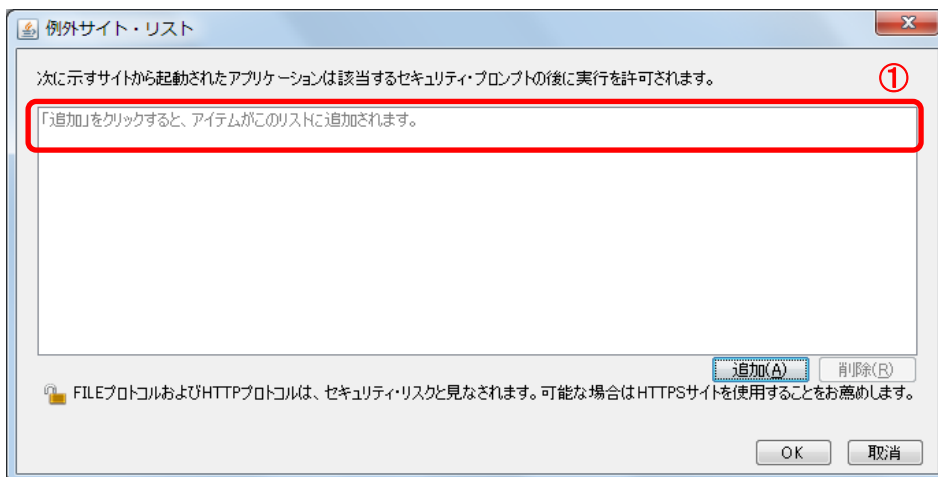 例外サイト・リスト
次に示すサイトから起動されたアプリケーションは該当するセキュリティ・プロンプトの後に実行を許可されます。
①
「追加」をクリックすると、アイテムがこのリストに追加されます。
追加(A) 削除(R)
FILEプロトコルおよびHTTPプロトコルは、セキュリティ・リスクと見なされます。可能な場合はHTTPSサイトを使用することをお薦めします。
OK 取消